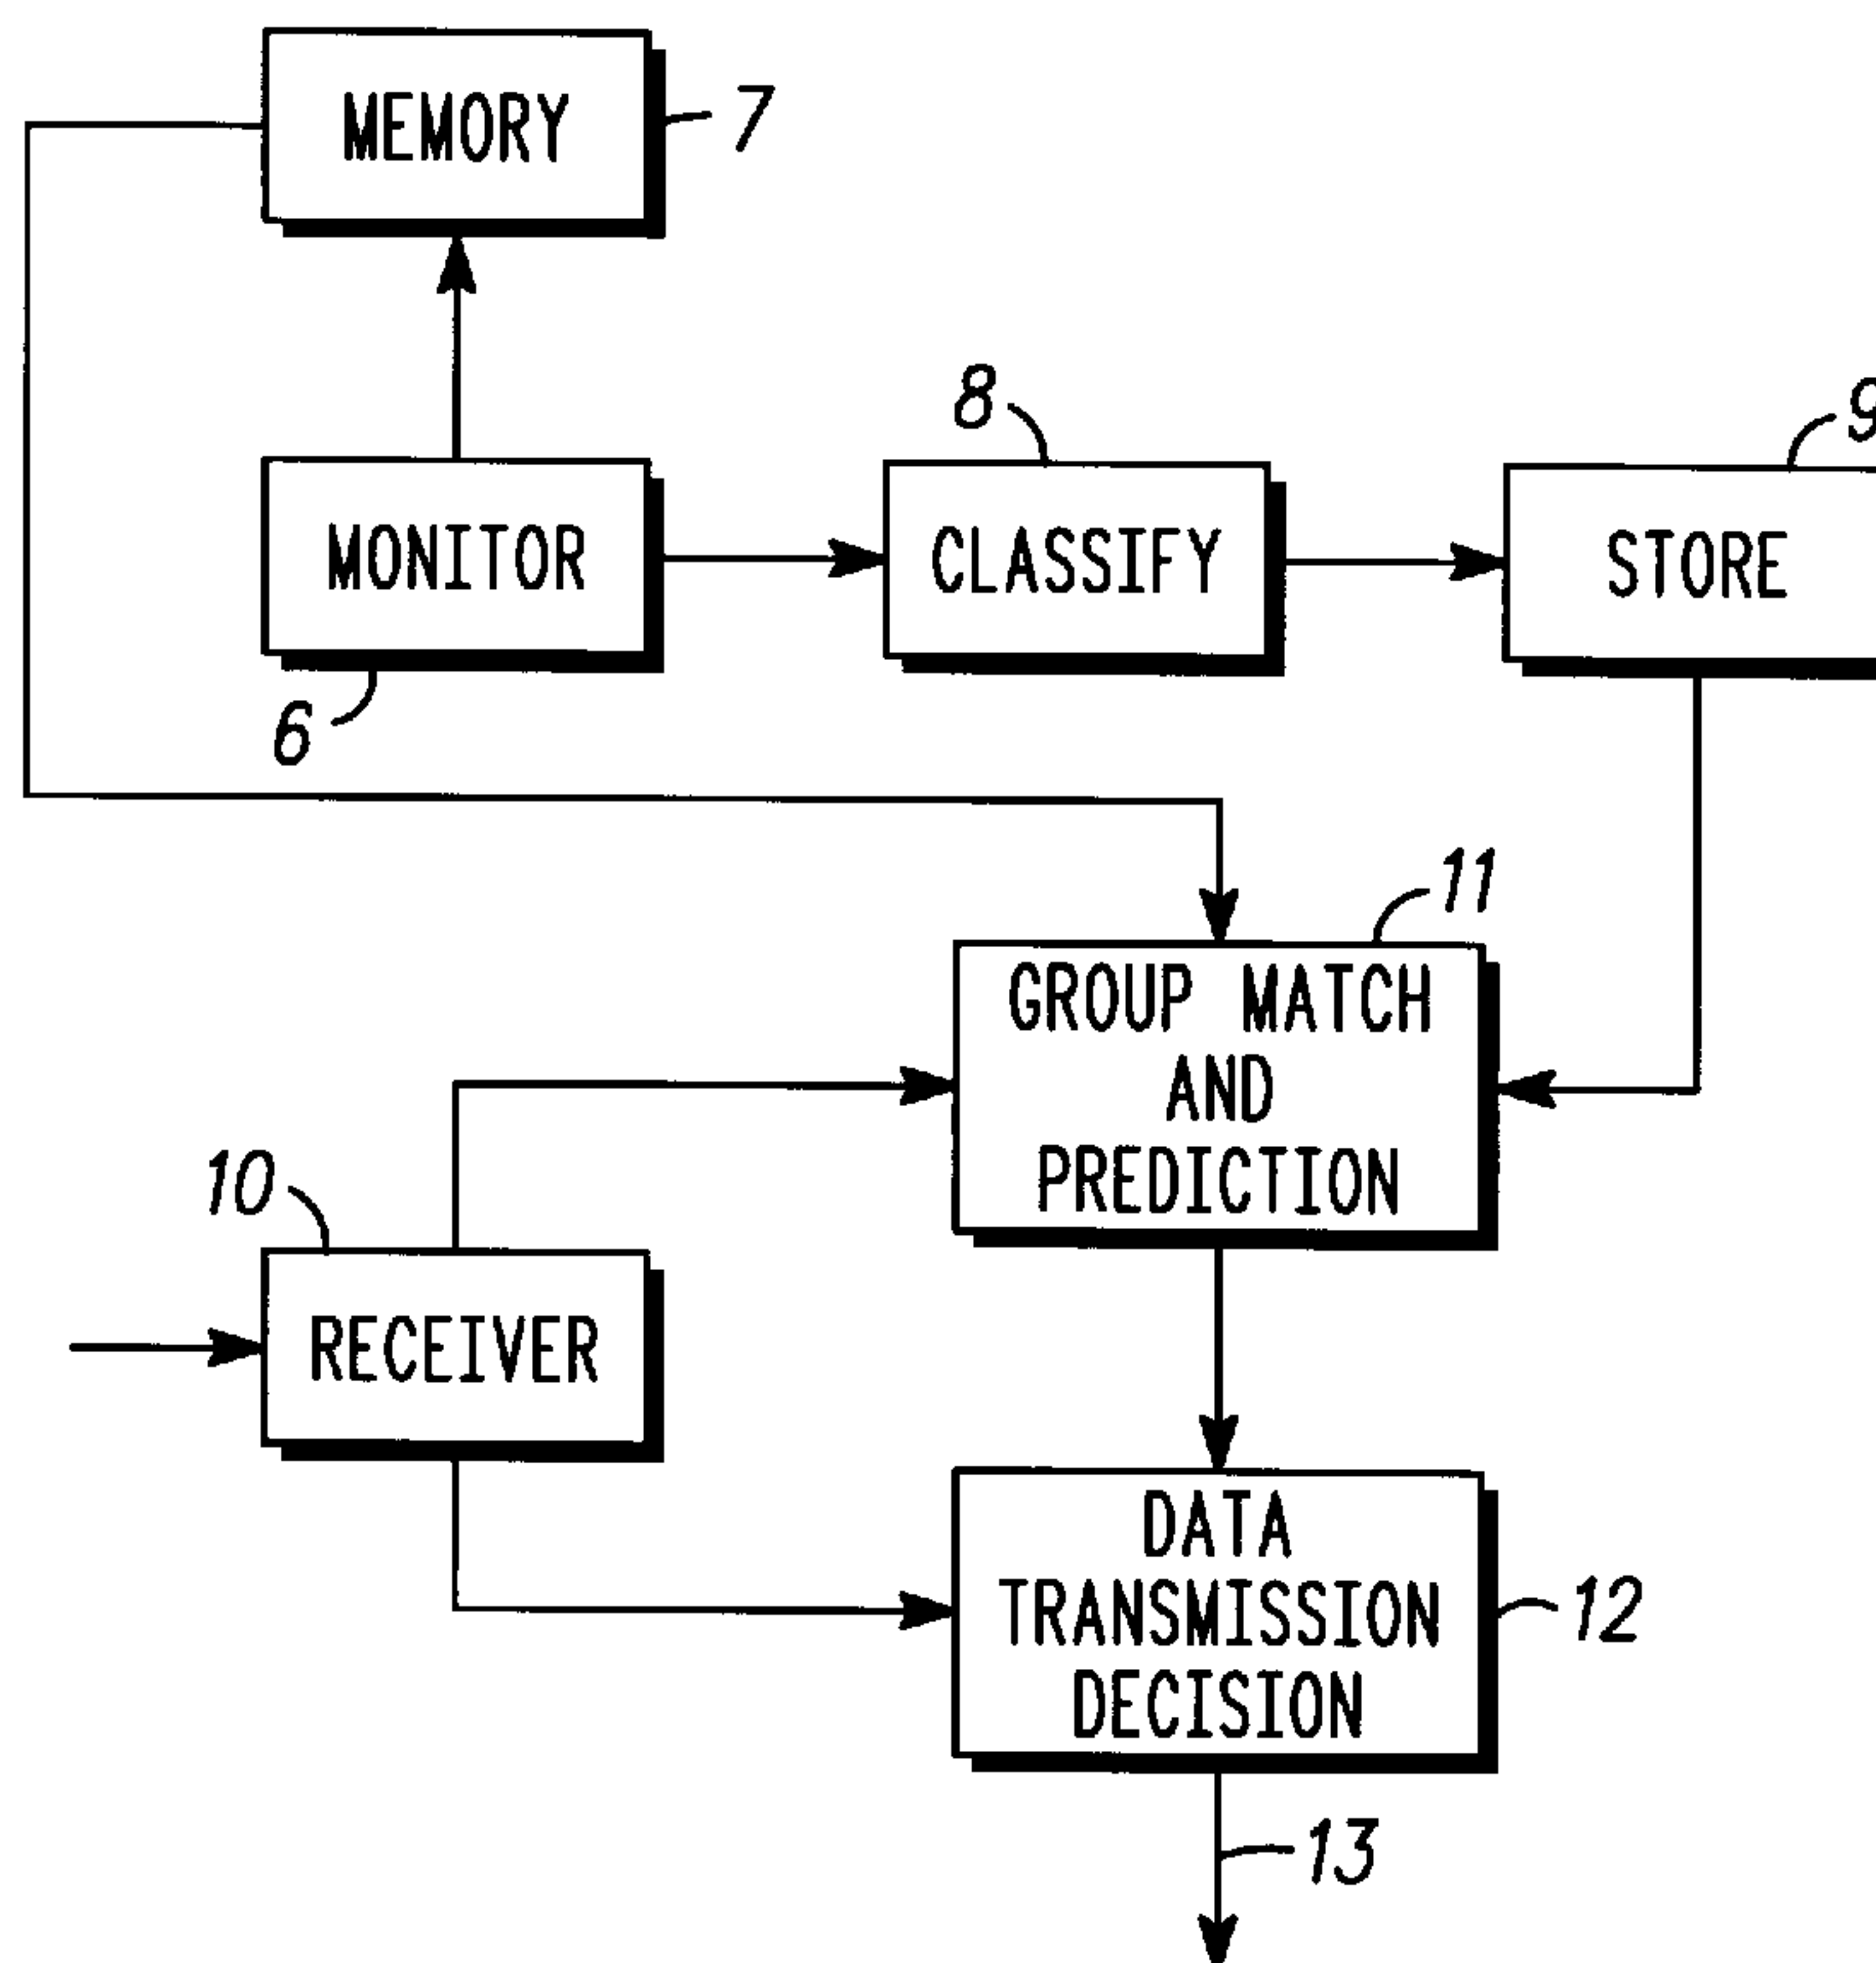 MEMORY
7
8
9
MONITOR
CLASSIFY
STORE
6
11
GROUP MATCH
AND
PREDICTION
10
RECEIVER
DATA
TRANSMISSION
DECISION
12
13